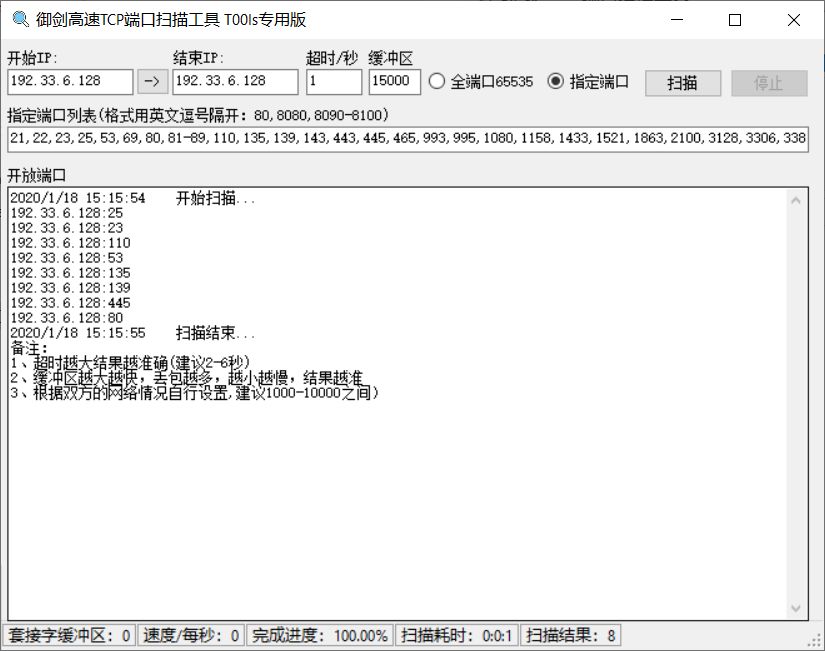 御剑高速TCP端口扫描工具 T00ls专用版
开始IP: 结束IP: 超时/秒 缓冲区
192.33.6.128 --> 192.33.6.128 1 15000 全端口65535 指定端口 扫描 停止
指定端口列表(格式用英文逗号隔开：80,8080,8090-8100)
21,22,23,25,53,69,80,81-89,110,135,139,143,443,445,465,993,995,1080,1158,1433,1521,1863,2100,3128,3306,338
开放端口
2020/1/18 15:15:54 开始扫描...
192.33.6.128:25
192.33.6.128:23
192.33.6.128:110
192.33.6.128:53
192.33.6.128:135
192.33.6.128:139
192.33.6.128:445
192.33.6.128:80
2020/1/18 15:15:55 扫描结束...
备注：
1、超时越大结果越准确(建议2-6秒)
2、缓冲区越大越快，丢包越多，越小越慢，结果越准
3、根据双方的网络情况自行设置,建议1000-10000之间)
套接字缓冲区：0 速度/每秒：0 完成进度：100.00% 扫描耗时：0:0:1 扫描结果：8